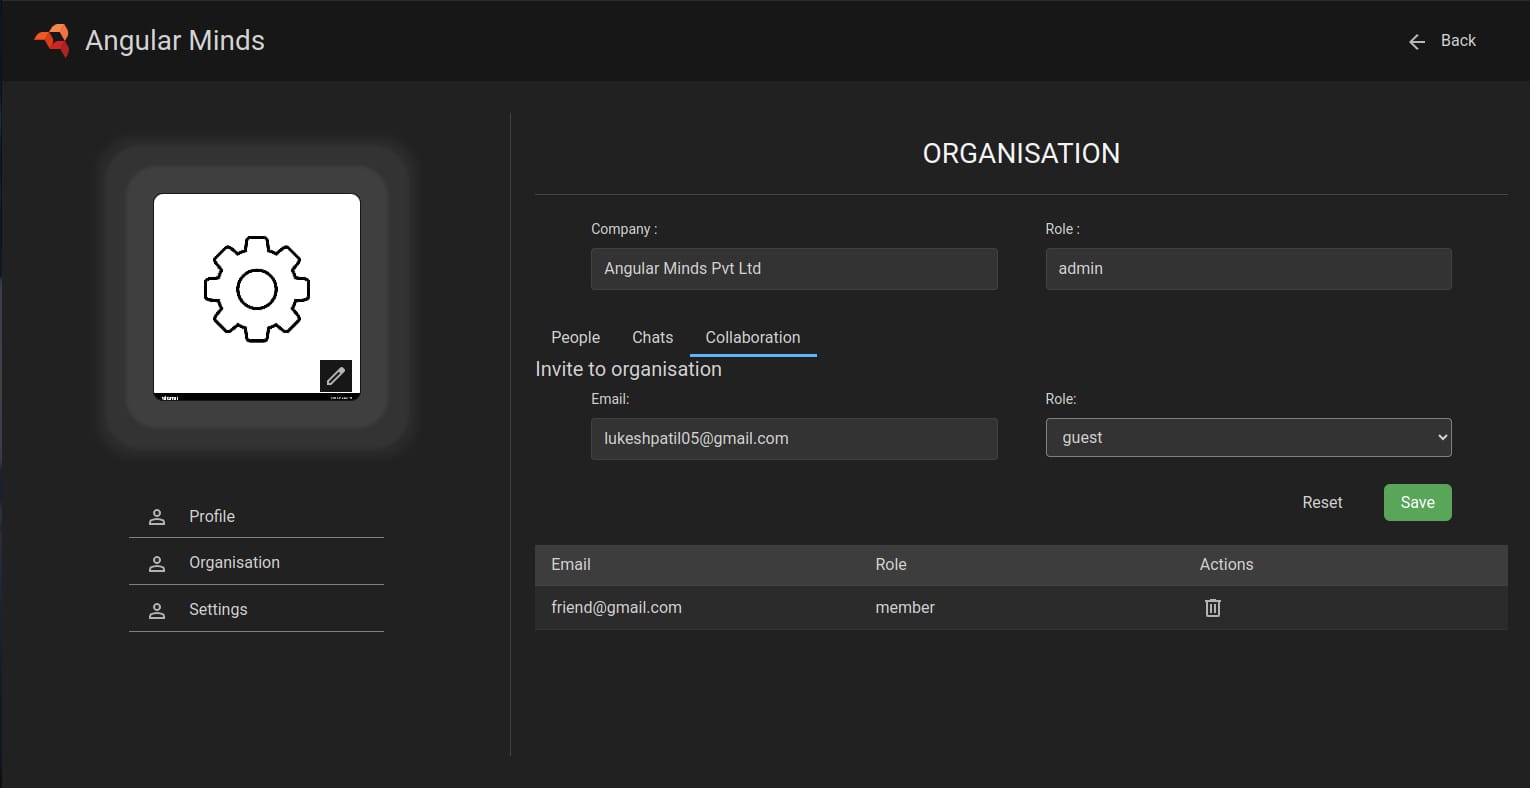 Angular Minds
Back
Profile
Organisation
Settings
ORGANISATION
Company :
Role :
Angular Minds Pvt Ltd
admin
People Chats Collaboration
Invite to organisation
Email:
Role:
lukeshpatil05@gmail.com
guest
Reset Save
Email Role Actions
friend@gmail.com member